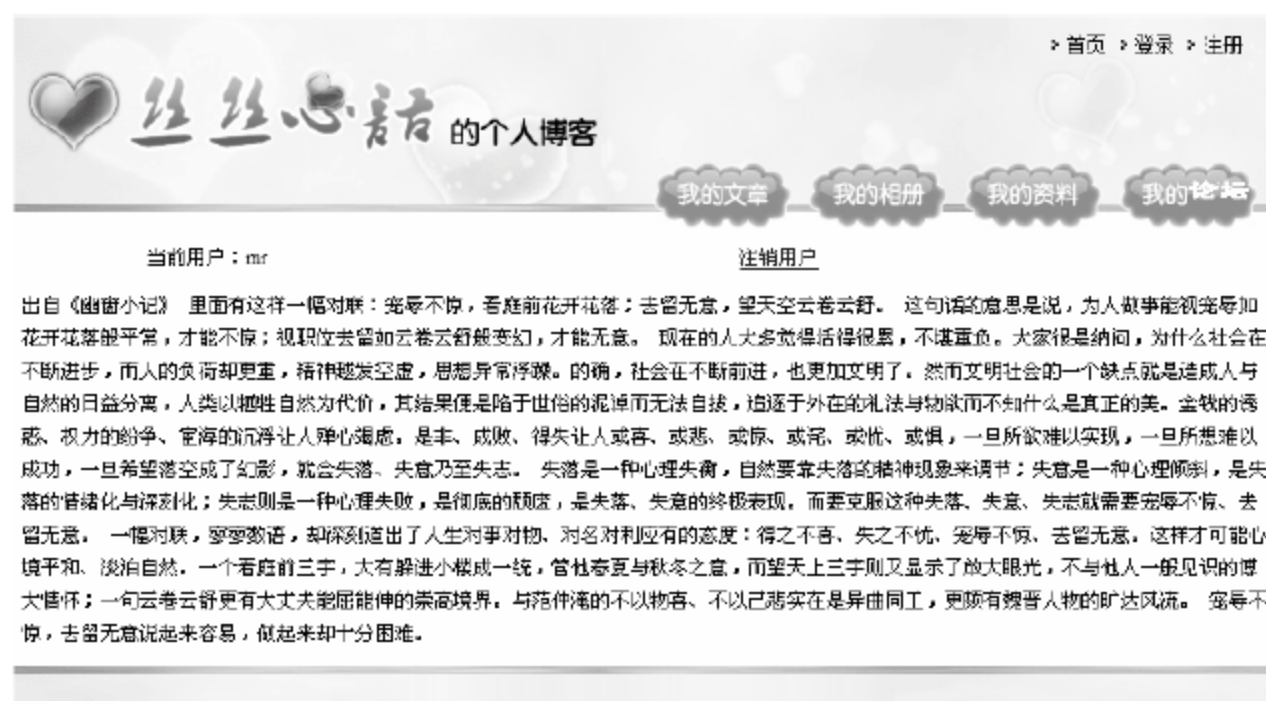 > 首页 > 登录 > 注册
丝丝心語 的个人博客
我的文章 我的相册 我的资料 我的论坛
当前用户：mr 注销用户
出自《幽窗小记》 里面有这样一幅对联：宠辱不惊，看庭前花开花落；去留无意，望天空云卷云舒。 这句话的意思是说，为人做事能视宠辱如
花开花落般平常，才能不惊；视职位去留如云卷云舒般变幻，才能无意。 现在的人大多觉得活得很累，不堪重负。大家很是纳闷，为什么社会在
不断进步，而人的负荷却更重，精神越发空虚，思想异常浮躁。的确，社会在不断前进，也更加文明了。然而文明社会的一个缺点就是造成人与
自然的日益分离，人类以牺牲自然为代价，其结果便是陷于世俗的泥淖而无法自拔，追逐于外在的礼法与物欲而不知什么是真正的美。金钱的诱
惑、权力的纷争、宦海的沉浮让人殚心竭虑。是非、成败、得失让人或喜、或悲、或惊、或诧、或忧、或惧，一旦所欲难以实现，一旦所想难以
成功，一旦希望落空成了幻影，就会失落、失意乃至失志。 失落是一种心理失衡，自然要靠失落的精神现象来调节；失意是一种心理倾斜，是失
落的情绪化与深刻化；失志则是一种心理失败，是彻底的颓废，是失落、失意的终极表现。而要克服这种失落、失意、失志就需要宠辱不惊、去
留无意。 一幅对联，寥寥数语，却深刻道出了人生对事对物、对名对利应有的态度：得之不喜、失之不忧、宠辱不惊、去留无意。这样才可能心
境平和、淡泊自然。一个看庭前三字，大有躲进小楼成一统，管他春夏与秋冬之意，而望天上三字则又显示了放大眼光，不与他人一般见识的博
大情怀；一句云卷云舒更有大丈夫能屈能伸的崇高境界。与范仲淹的不以物喜、不以己悲实在是异曲同工，更颇有魏晋人物的旷达风流。 宠辱不
惊，去留无意说起来容易，做起来却十分困难。